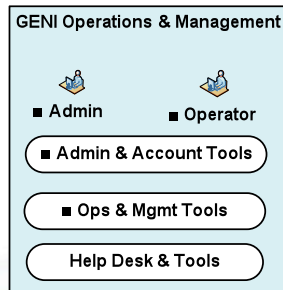 GENI Operations & Management
■ Admin
■ Operator
■ Admin & Account Tools
■ Ops & Mgmt Tools
Help Desk & Tools